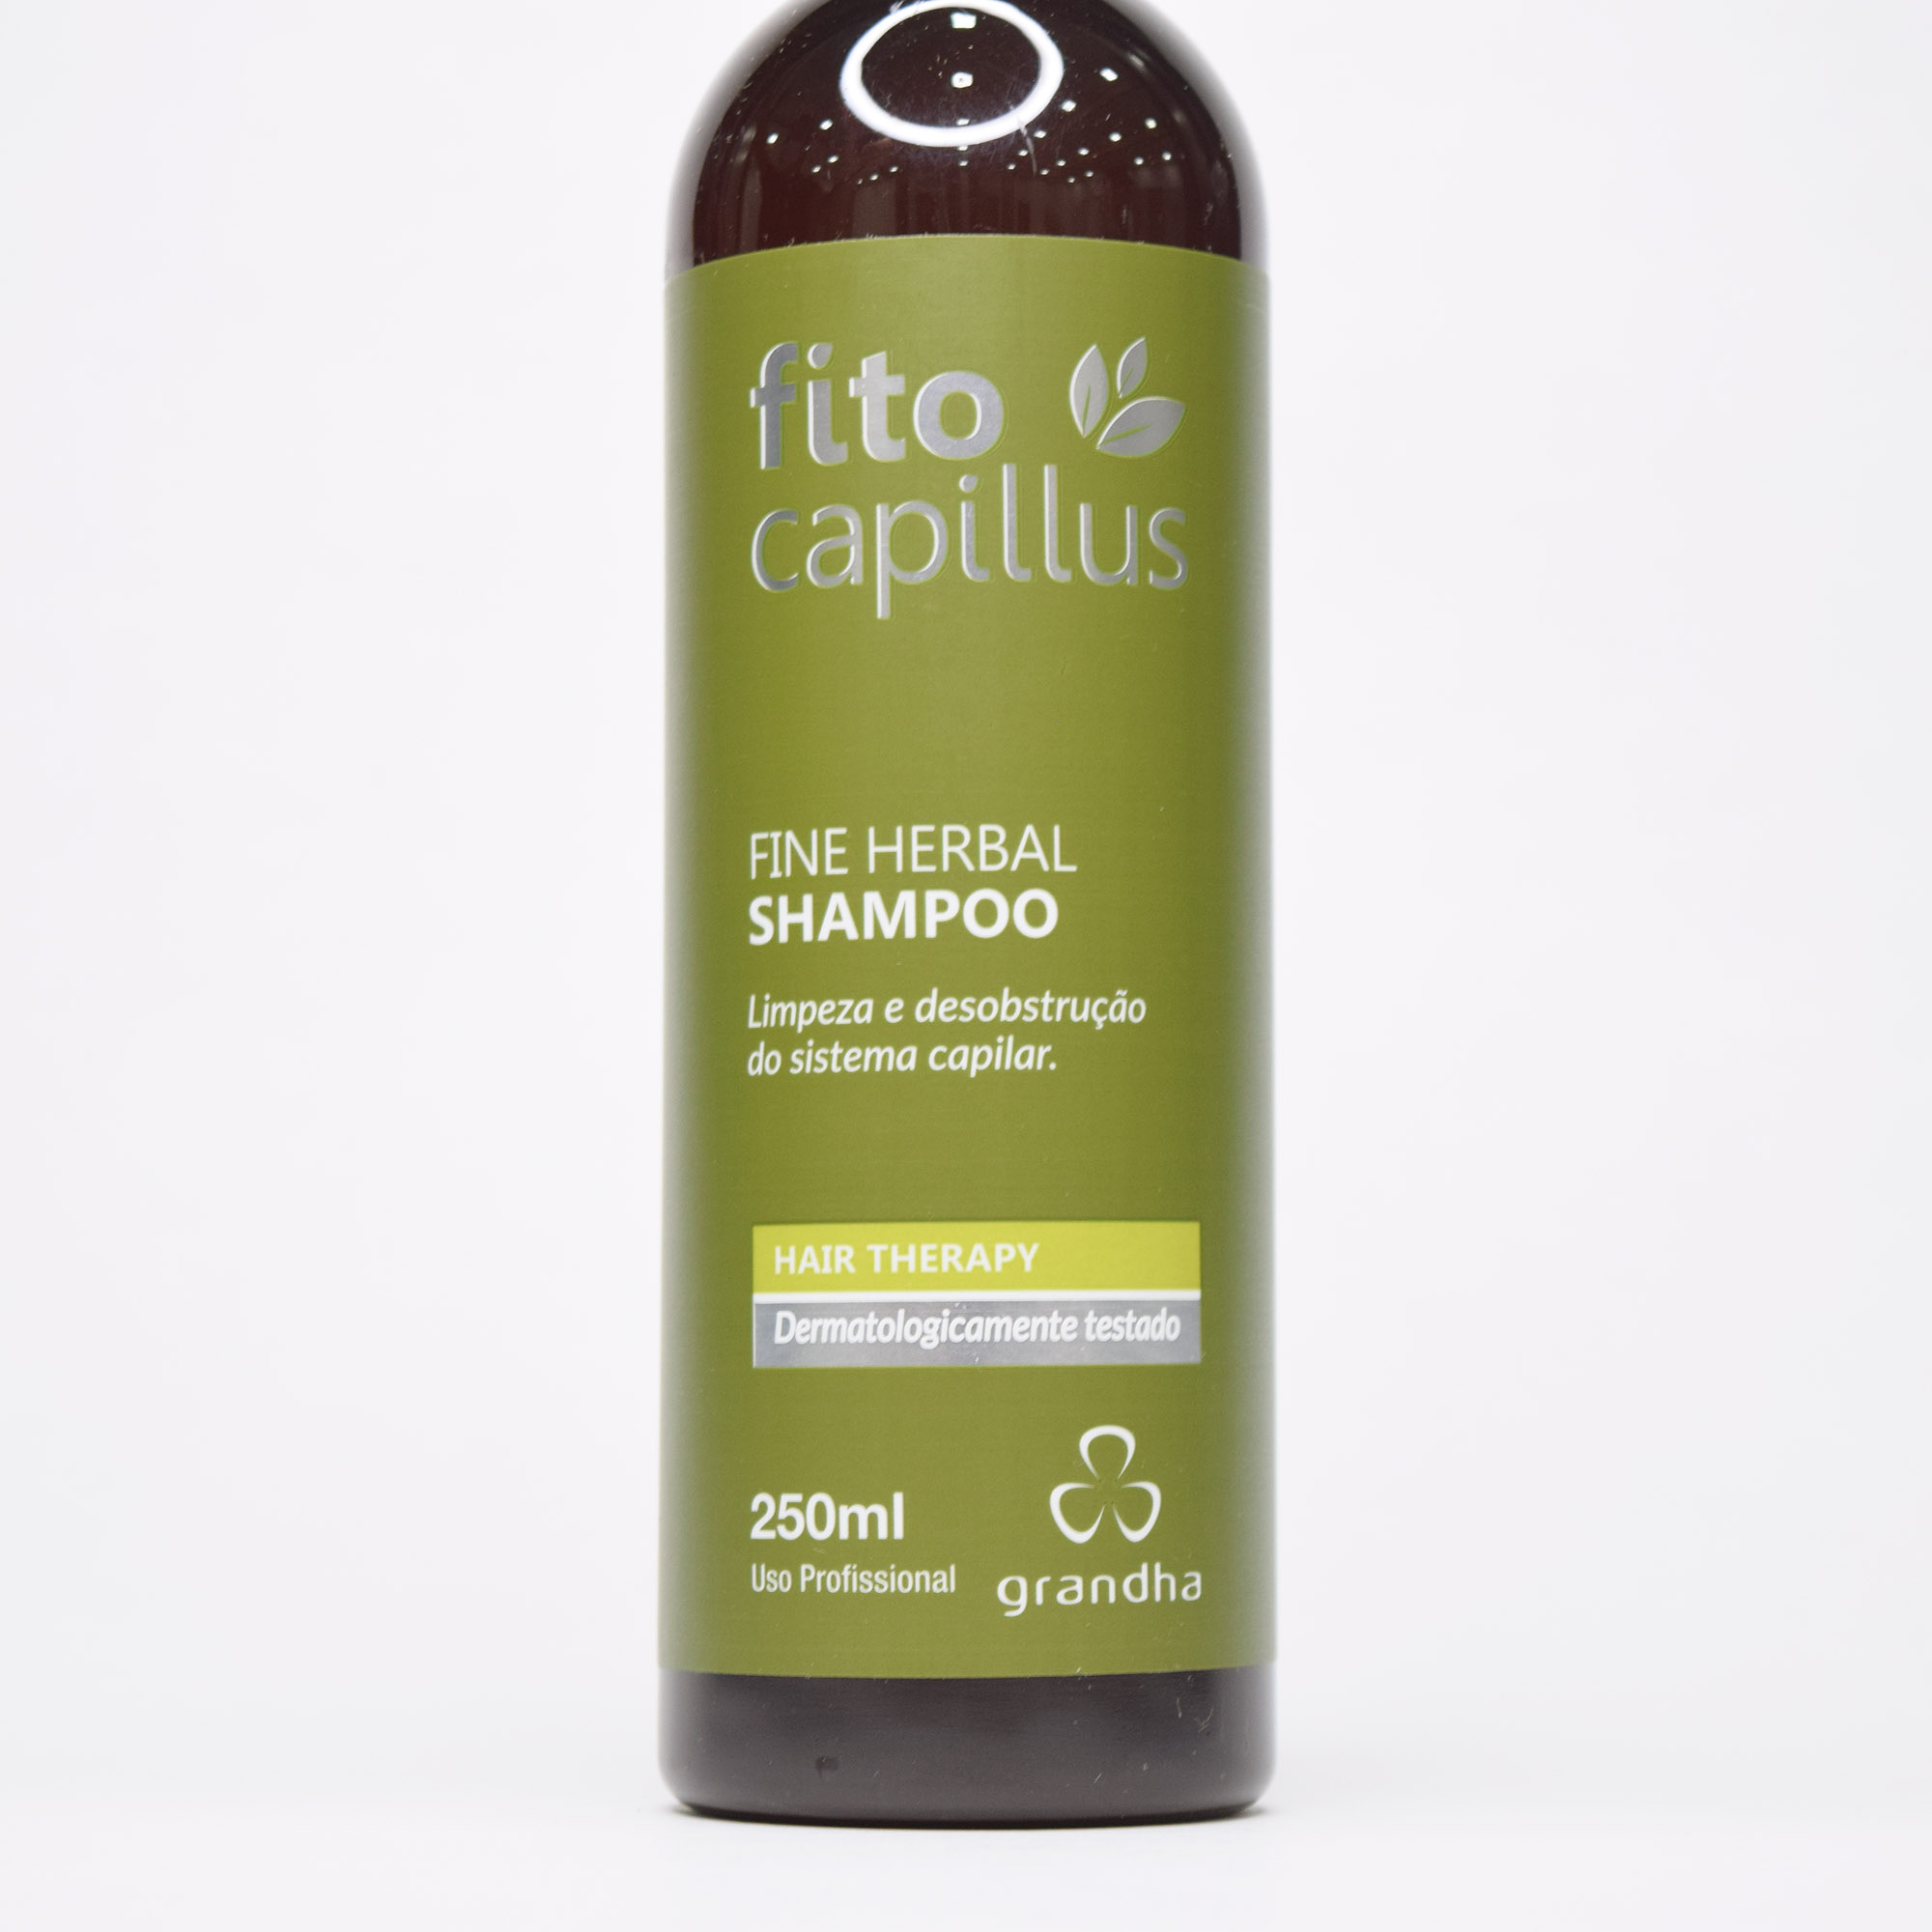 fito
capillus
FINE HERBAL
SHAMPOO
Limpeza e desobstrução
do sistema capilar.
HAIR THERAPY
Dermatologicamente testado
250ml
Uso Profissional
grandha